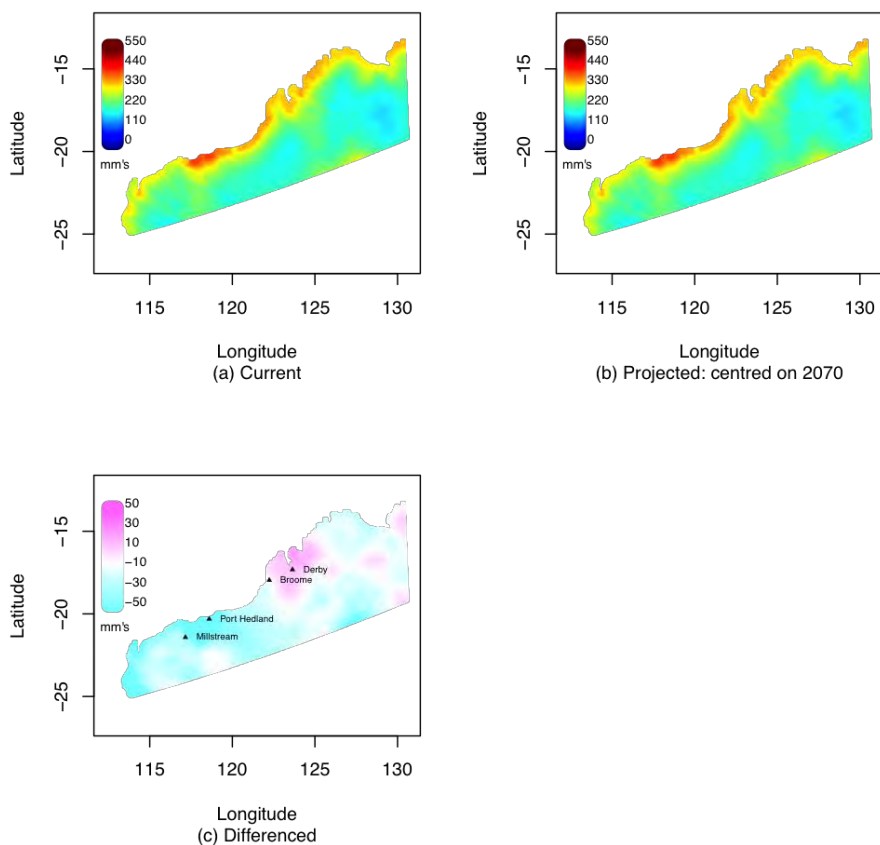 550
440
330
220
110
0
mm's
−15
−20
−25
Latitude
115
120
125
130
Longitude
(a) Current
550
440
330
220
110
0
mm's
−15
−20
−25
Latitude
115
120
125
130
Longitude
(b) Projected: centred on 2070
50
30
10
−10
−30
−50
mm's
−15
−20
−25
Latitude
Derby
Broome
Port Hedland
Millstream
115
120
125
130
Longitude
(c) Differenced